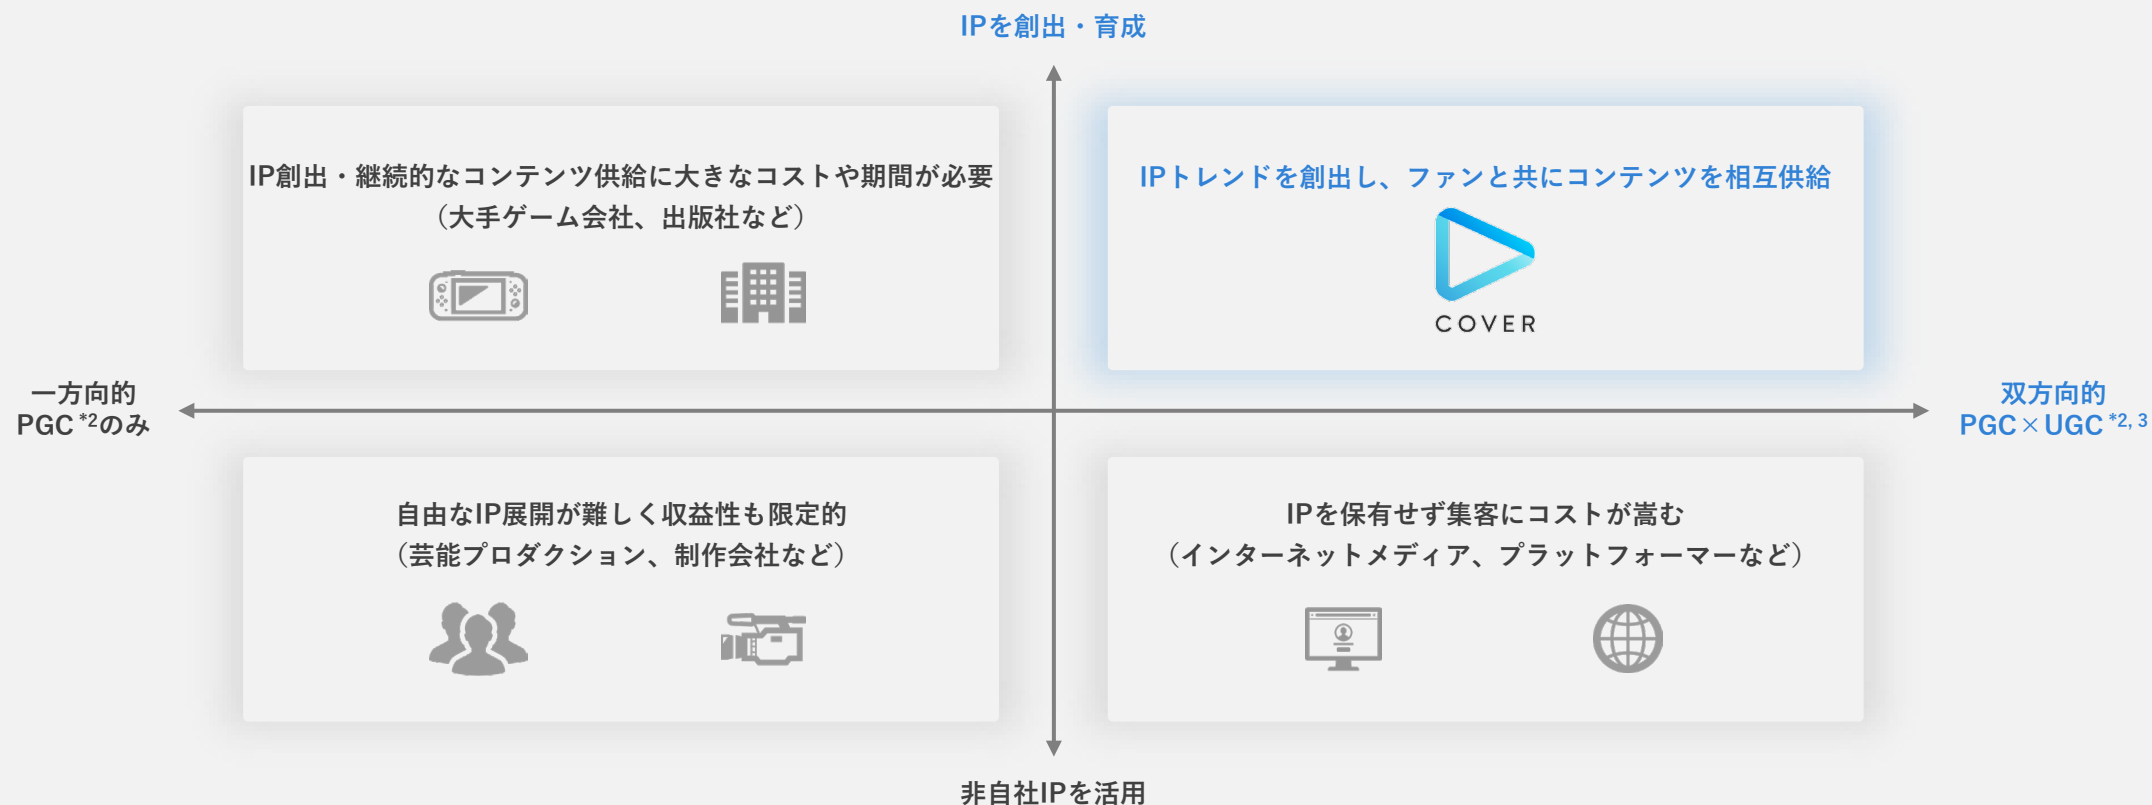 IPを創出・育成
IP創出・継続的なコンテンツ供給に大きなコストや期間が必要
（大手ゲーム会社、出版社など）
IPトレンドを創出し、ファンと共にコンテンツを相互供給
COVER
一方向的
PGC *2のみ
双方向的
PGC×UGC *2, 3
自由なIP展開が難しく収益性も限定的
（芸能プロダクション、制作会社など）
IPを保有せず集客にコストが嵩む
（インターネットメディア、プラットフォーマーなど）
非自社IPを活用